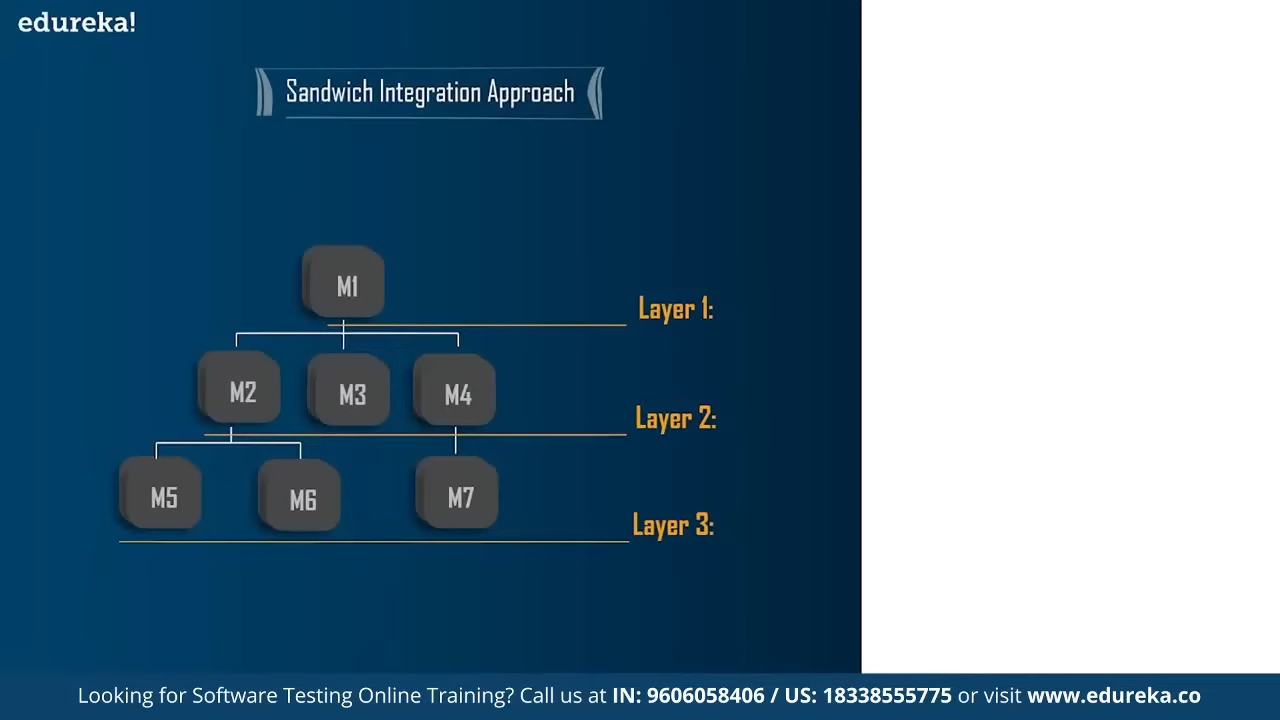 edureka!
Sandwich Integration Approach
M1
Layer 1:
M2 M3 M4
Layer 2:
M5 M6 M7
Layer 3:
Looking for Software Testing Online Training? Call us at IN: 9606058406 / US: 18338555775 or visit www.edureka.co